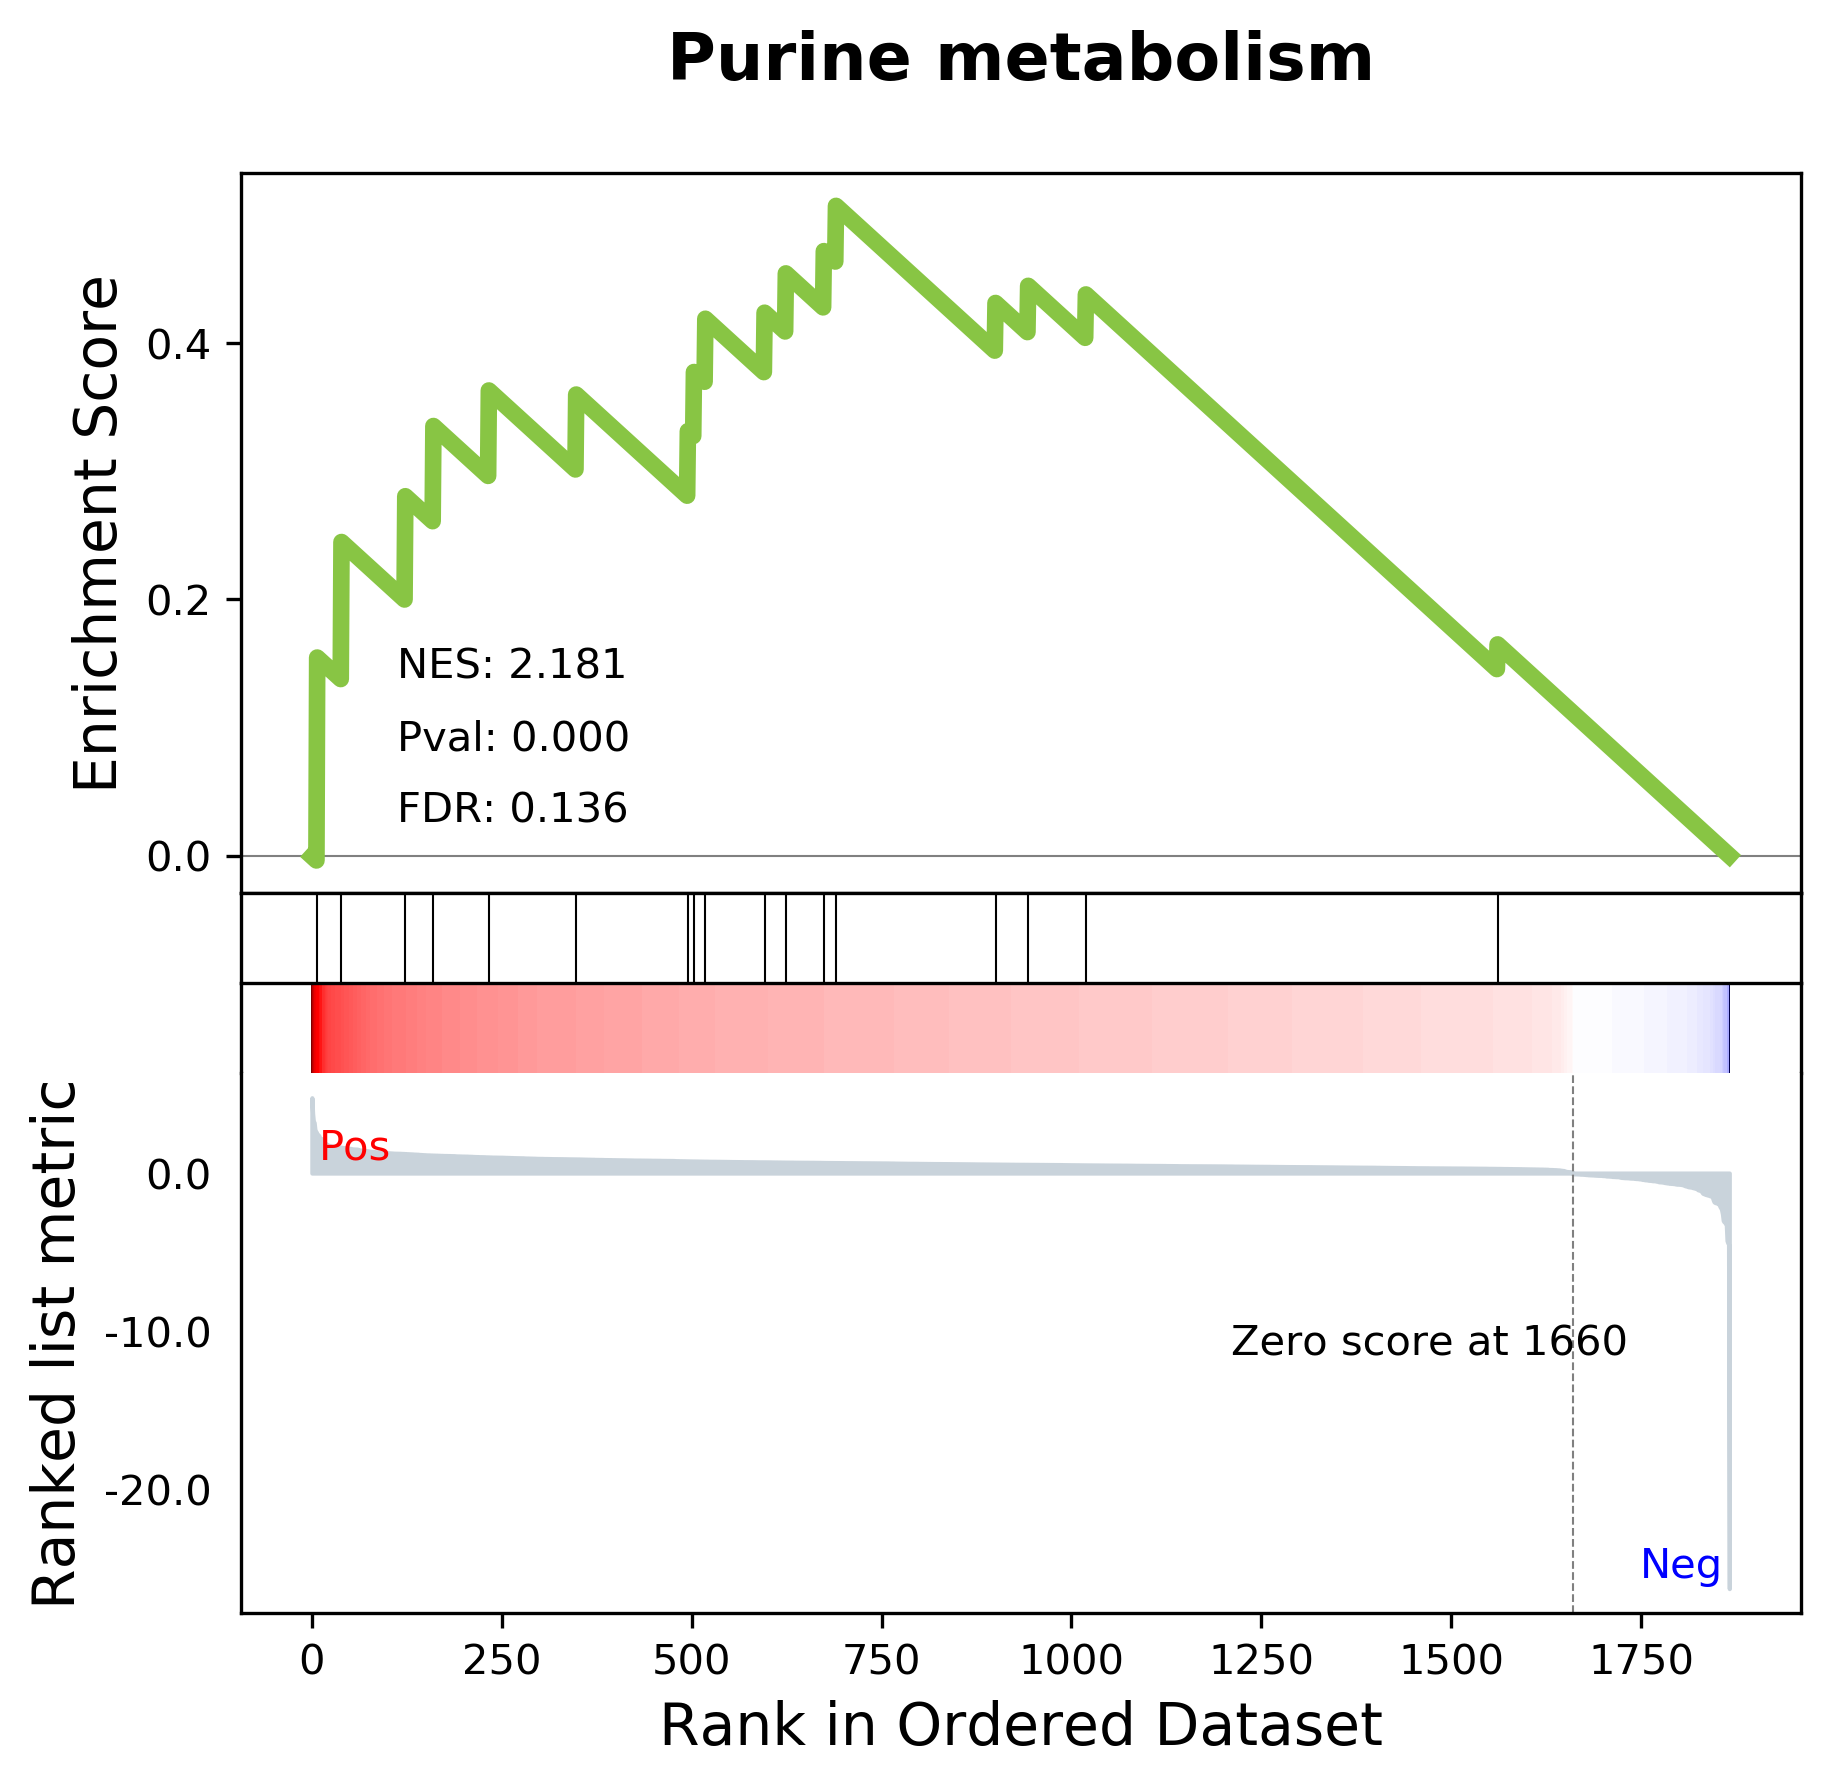 Purine metabolism
Enrichment Score
0.4
0.2
0.0
NES: 2.181
Pval: 0.000
FDR: 0.136
Ranked list metric
0.0
-10.0
-20.0
Pos
Zero score at 1660
Neg
0 250 500 750 1000 1250 1500 1750
Rank in Ordered Dataset